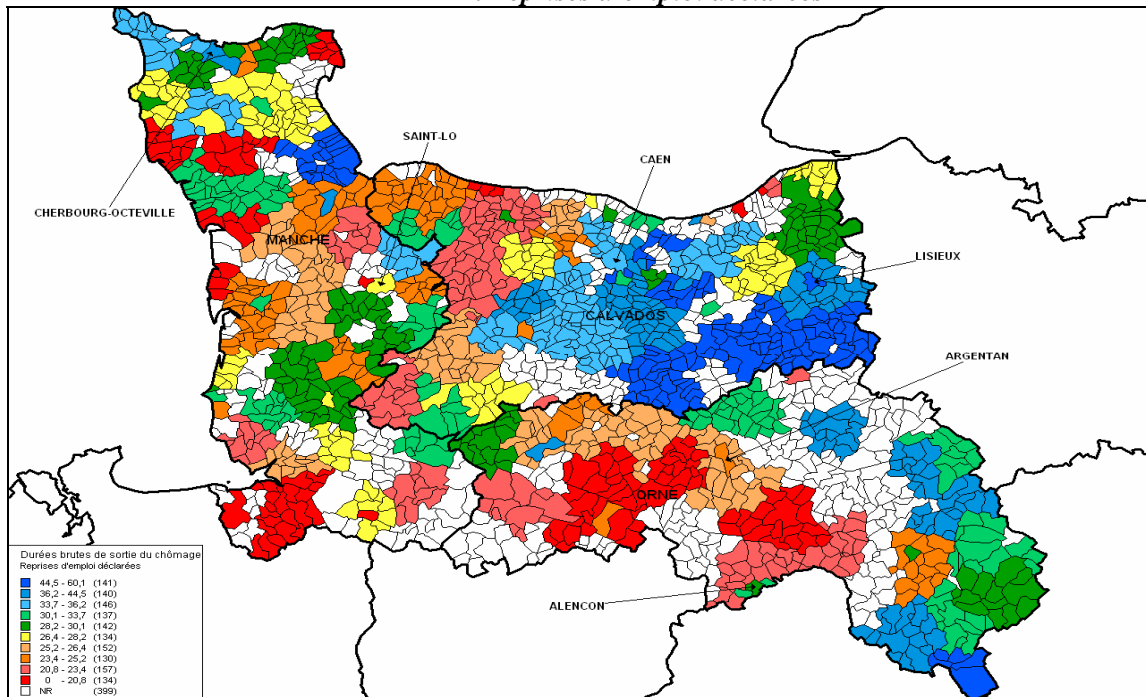 SAINT-LO
CAEN
CHERBOURG-OCTEVILLE
MANCHE
LISIEUX
CALVADOS
ARGENTAN
ORNE
ALENCON
Durées brutes de sortie du chômage
Reprises d'emploi déclarées
44,5 - 60,1 (141)
36,2 - 44,5 (140)
33,7 - 36,2 (146)
30,1 - 33,7 (137)
28,2 - 30,1 (142)
26,4 - 28,2 (134)
25,2 - 26,4 (152)
23,4 - 25,2 (130)
20,8 - 23,4 (157)
0 - 20,8 (134)
NR (399)